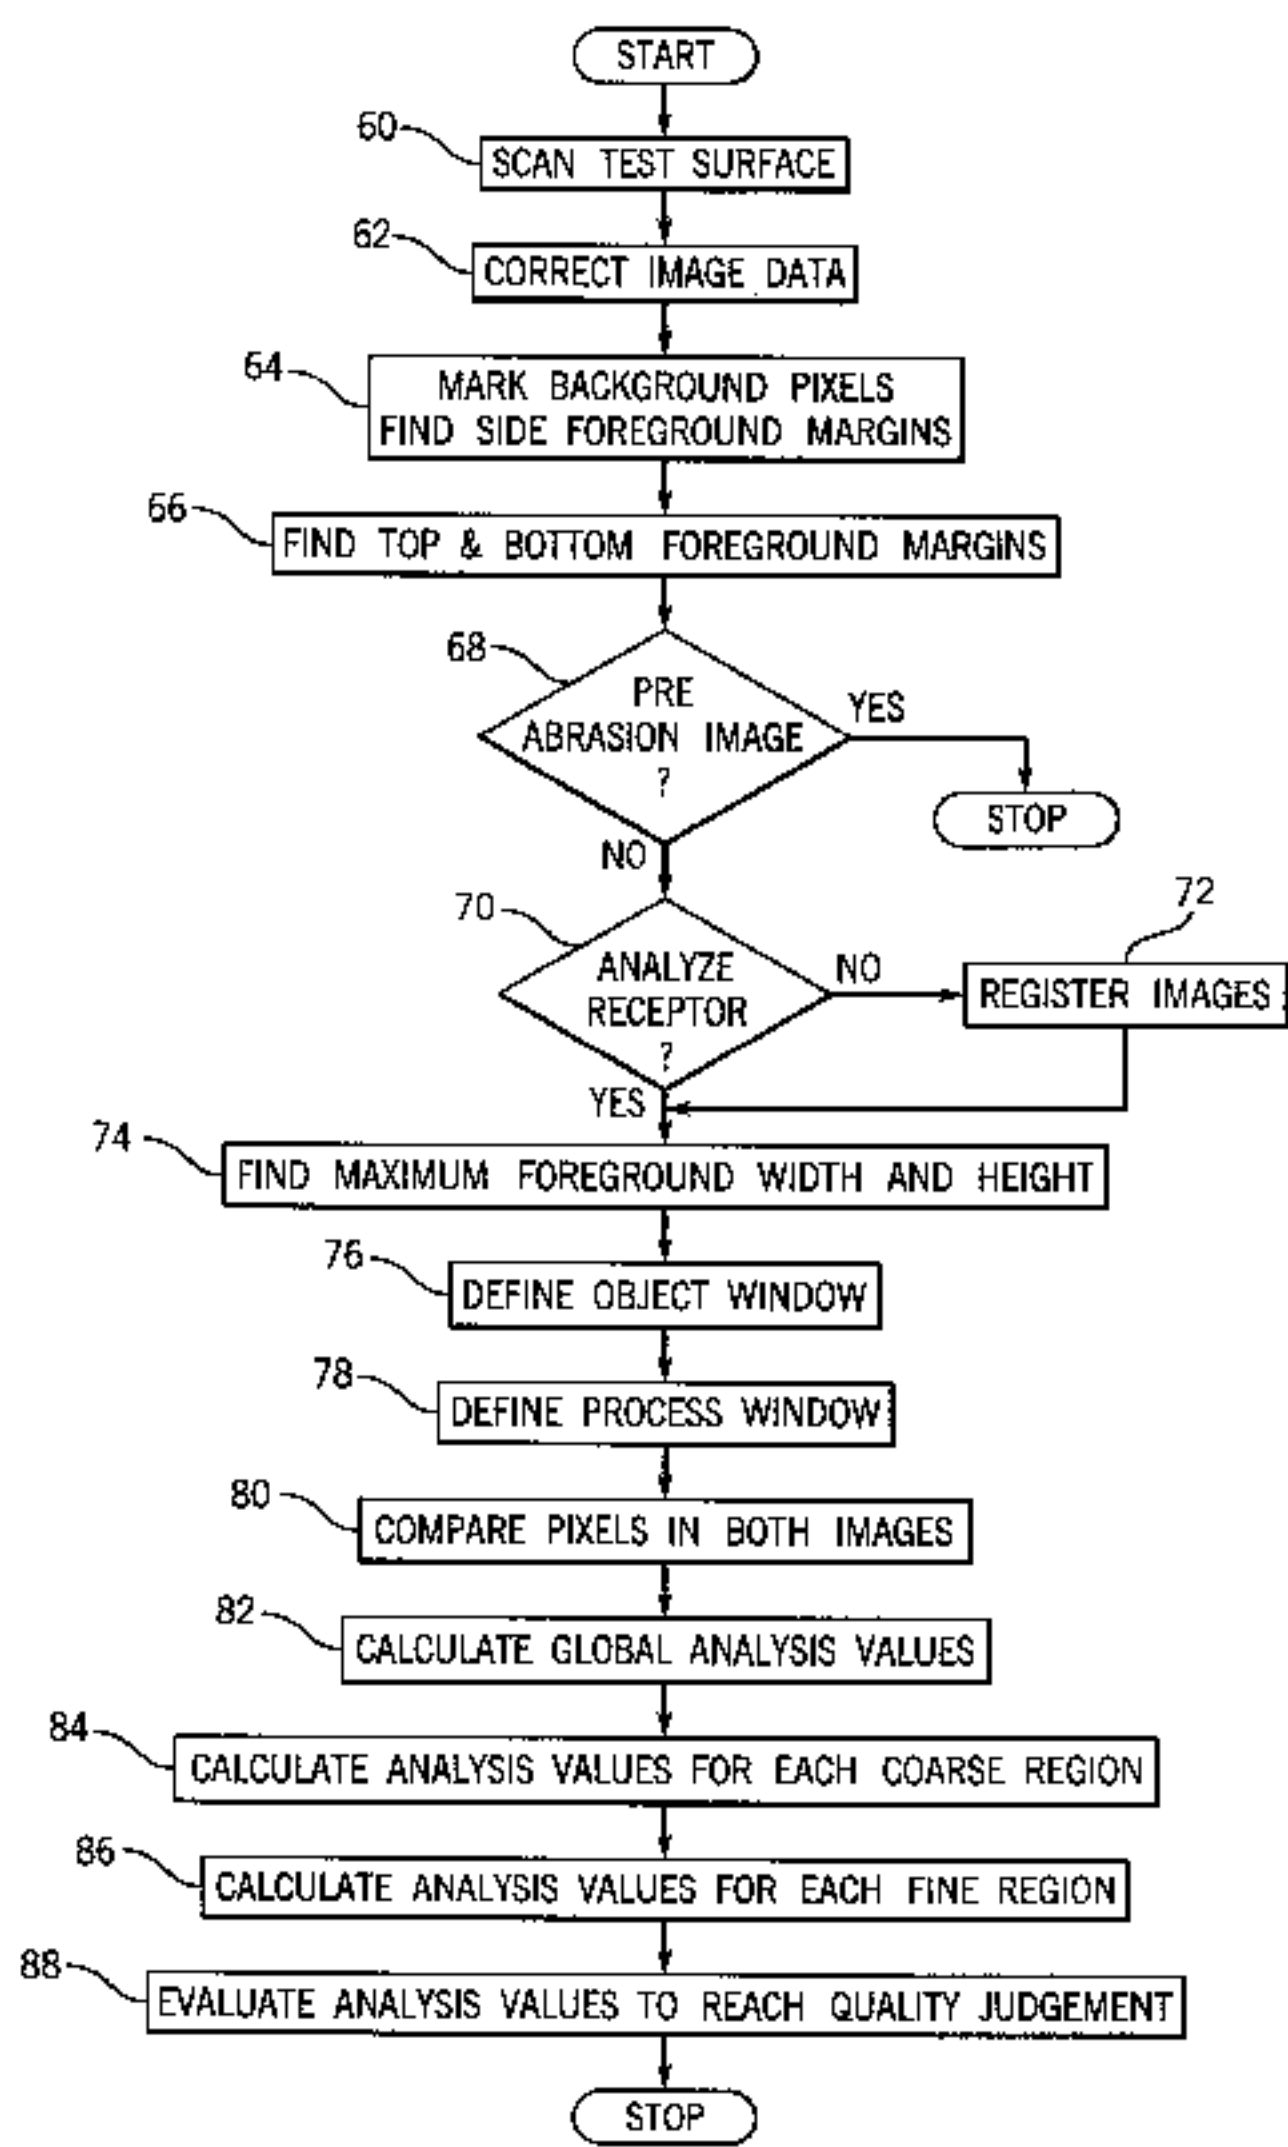 START
60
SCAN TEST SURFACE
62
CORRECT IMAGE DATA
64
MARK BACKGROUND PIXELS
FIND SIDE FOREGROUND MARGINS
66
FIND TOP & BOTTOM FOREGROUND MARGINS
68
PRE
ABRASION IMAGE
?
YES
STOP
NO
70
ANALYZE
RECEPTOR
?
NO
72
REGISTER IMAGES
YES
74
FIND MAXIMUM FOREGROUND WIDTH AND HEIGHT
76
DEFINE OBJECT WINDOW
78
DEFINE PROCESS WINDOW
80
COMPARE PIXELS IN BOTH IMAGES
82
CALCULATE GLOBAL ANALYSIS VALUES
84
CALCULATE ANALYSIS VALUES FOR EACH COARSE REGION
86
CALCULATE ANALYSIS VALUES FOR EACH FINE REGION
88
EVALUATE ANALYSIS VALUES TO REACH QUALITY JUDGEMENT
STOP